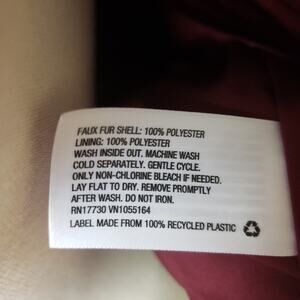 FAUX FUR SHELL: 100% POLYESTER
LINING: 100% POLYESTER
WASH INSIDE OUT. MACHINE WASH
COLD SEPARATELY. GENTLE CYCLE.
ONLY NON-CHLORINE BLEACH IF NEEDED.
LAY FLAT TO DRY. REMOVE PROMPTLY
AFTER WASH. DO NOT IRON.
RN17730 VN1055164
LABEL MADE FROM 100% RECYCLED PLASTIC